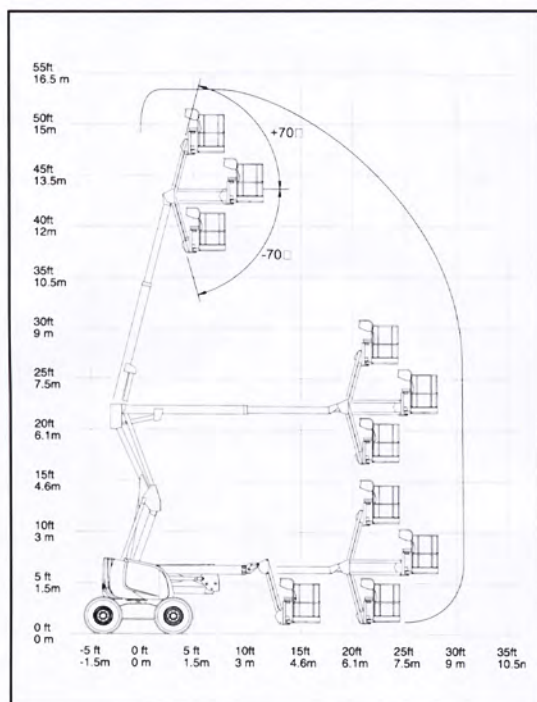 55ft
16.5 m
50ft
15m
45ft
13.5m
40ft
12m
35ft
10.5m
30ft
9 m
25ft
7.5m
20ft
6.1m
15ft
4.6m
10ft
3 m
5 ft
1.5m
0 ft
0 m
+70□
-70□
-5 ft 0 ft 5 ft 10ft 15ft 20ft 25ft 30ft 35ft
-1.5m 0 m 1.5m 3 m 4.6m 6.1m 7.5m 9 m 10.5m